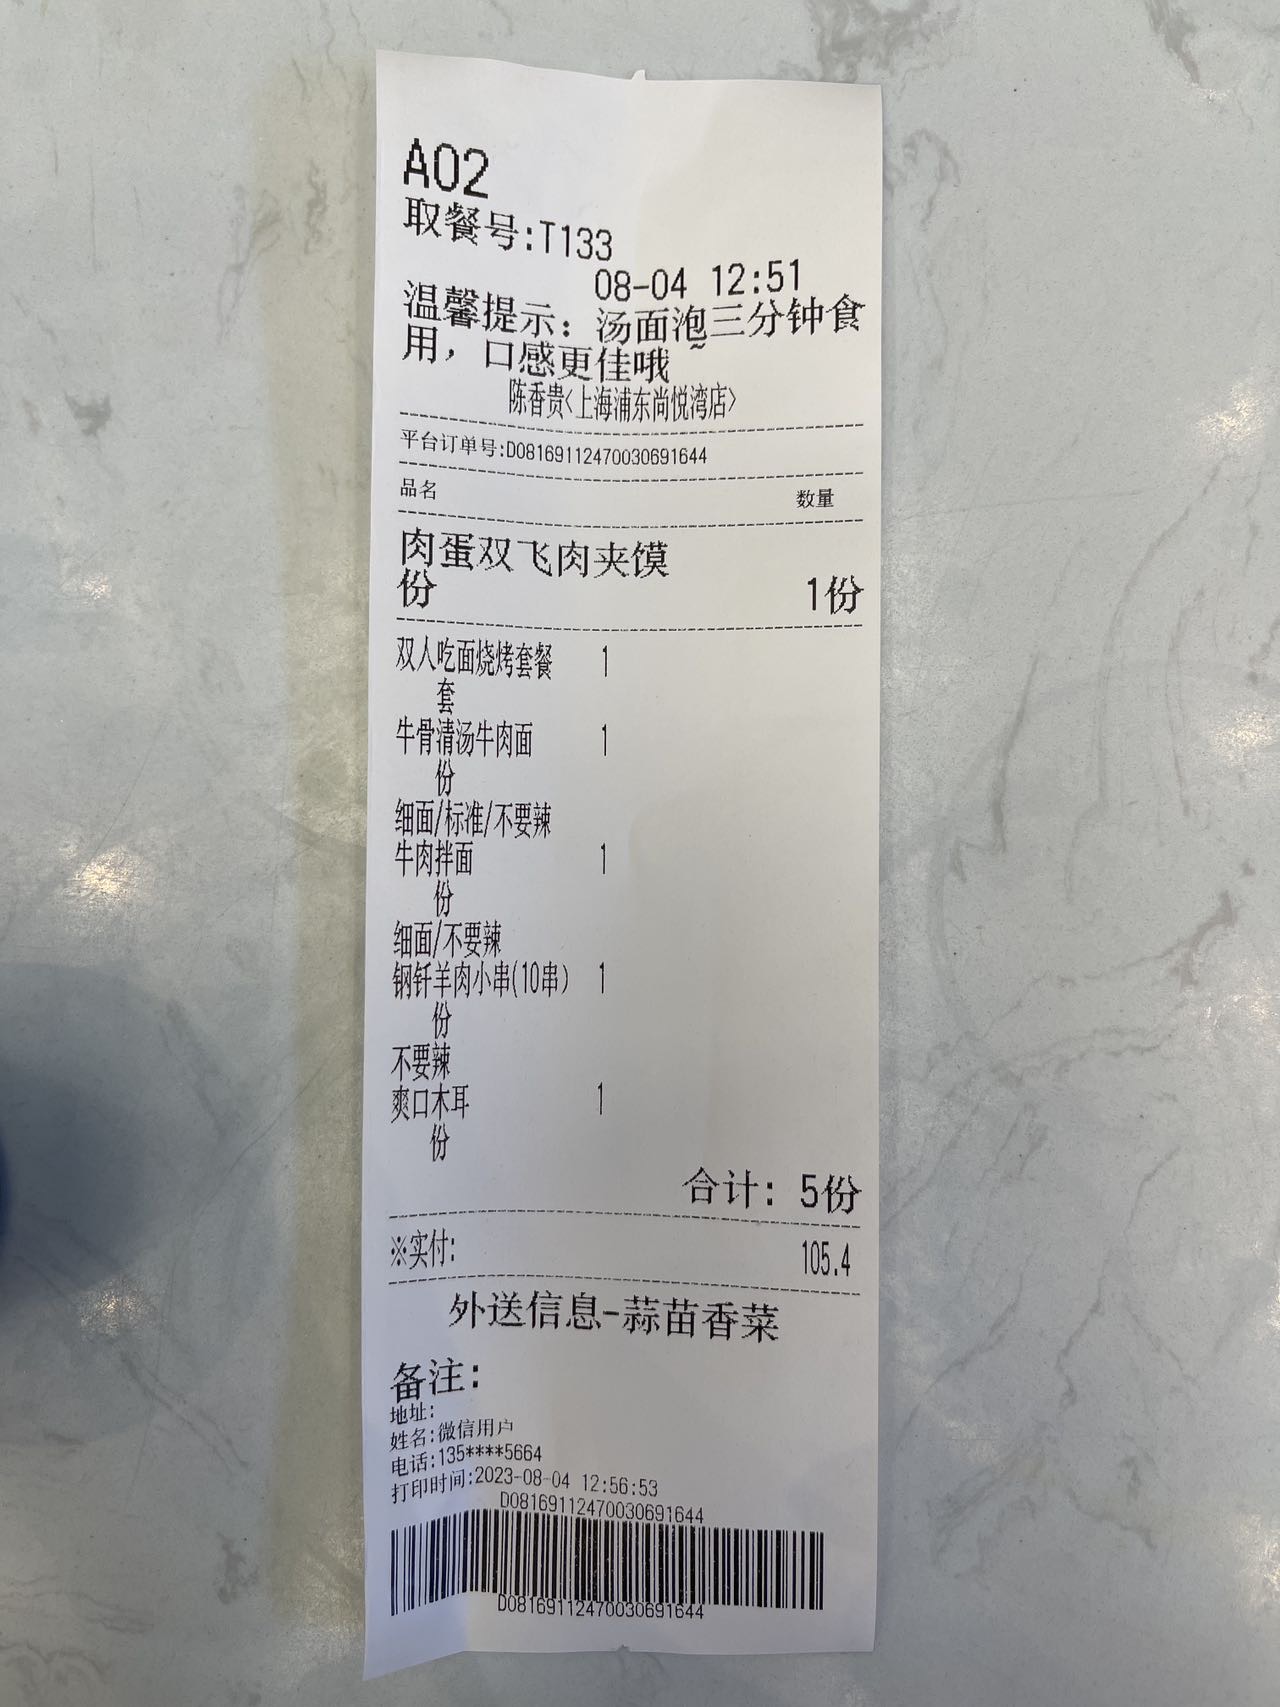 A02
取餐号:T133
08-04 12:51
温馨提示：汤面泡三分钟食
用，口感更佳哦~
陈香贵<上海浦东尚悦湾店>
平台订单号:D08169112470030691644
品名 数量
肉蛋双飞肉夹馍
份 1份
双人吃面烧烤套餐 1
套
牛骨清汤牛肉面 1
份
细面/标准/不要辣
牛肉拌面 1
份
细面/不要辣
钢钎羊肉小串(10串) 1
份
不要辣
爽口木耳 1
份
合计: 5份
※实付: 105.4
外送信息-蒜苗香菜
备注:
地址:
姓名:微信用户
电话:135****5664
打印时间:2023-08-04 12:56:53
D08169112470030691644
D08169112470030691644